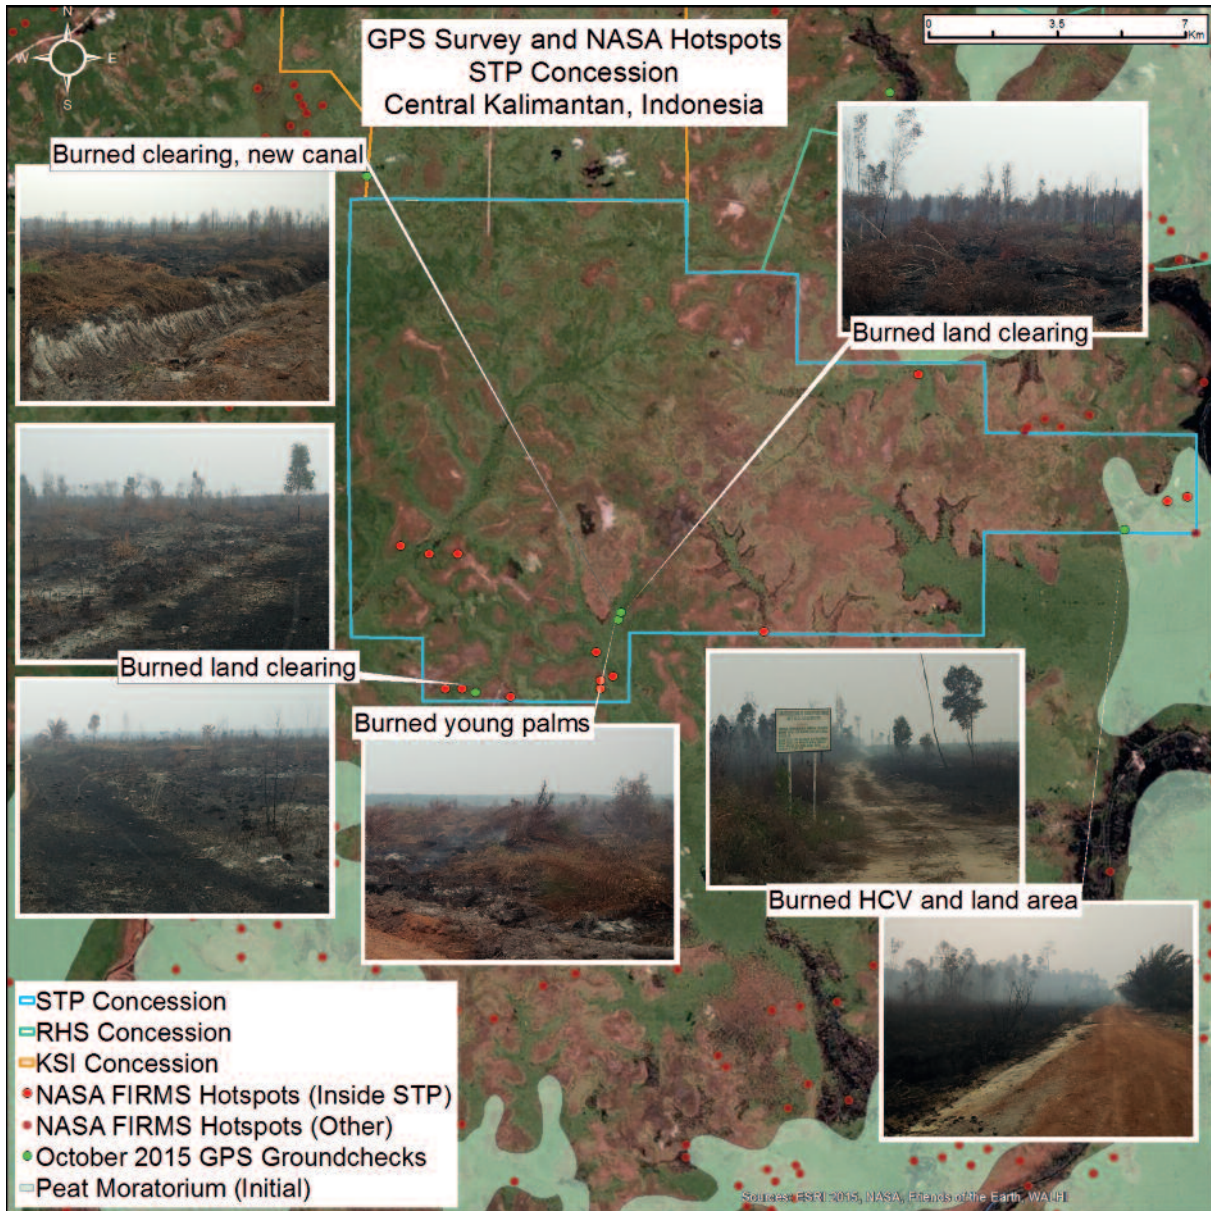 N
W
E
S
GPS Survey and NASA Hotspots
STP Concession
Central Kalimantan, Indonesia
0 3.5 7
Km
Burned clearing, new canal
Burned land clearing
Burned land clearing
Burned young palms
Burned HCV and land area
STP Concession
RHS Concession
KSI Concession
NASA FIRMS Hotspots (Inside STP)
NASA FIRMS Hotspots (Other)
October 2015 GPS Groundchecks
Peat Moratorium (Initial)
Sources: ESRI 2015, NASA, Friends of the Earth, WALHI